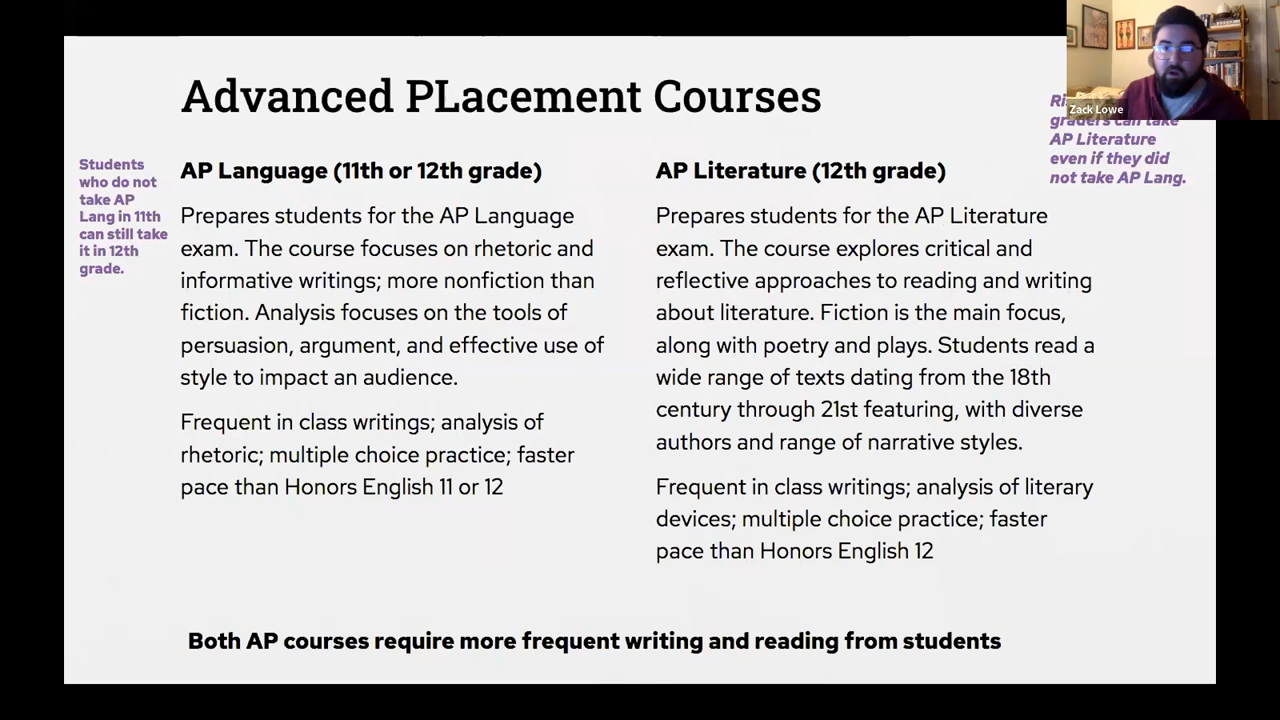 Advanced PLacement Courses
Zack Lowe
Students
who do not
take AP
Lang in 11th
can still take
it in 12th
grade.
AP Language (11th or 12th grade)
Prepares students for the AP Language
exam. The course focuses on rhetoric and
informative writings; more nonfiction than
fiction. Analysis focuses on the tools of
persuasion, argument, and effective use of
style to impact an audience.
Frequent in class writings; analysis of
rhetoric; multiple choice practice; faster
pace than Honors English 11 or 12
AP Literature (12th grade)
Prepares students for the AP Literature
exam. The course explores critical and
reflective approaches to reading and writing
about literature. Fiction is the main focus,
along with poetry and plays. Students read a
wide range of texts dating from the 18th
century through 21st featuring, with diverse
authors and range of narrative styles.
Frequent in class writings; analysis of literary
devices; multiple choice practice; faster
pace than Honors English 12
graders can take
AP Literature
even if they did
not take AP Lang.
Both AP courses require more frequent writing and reading from students